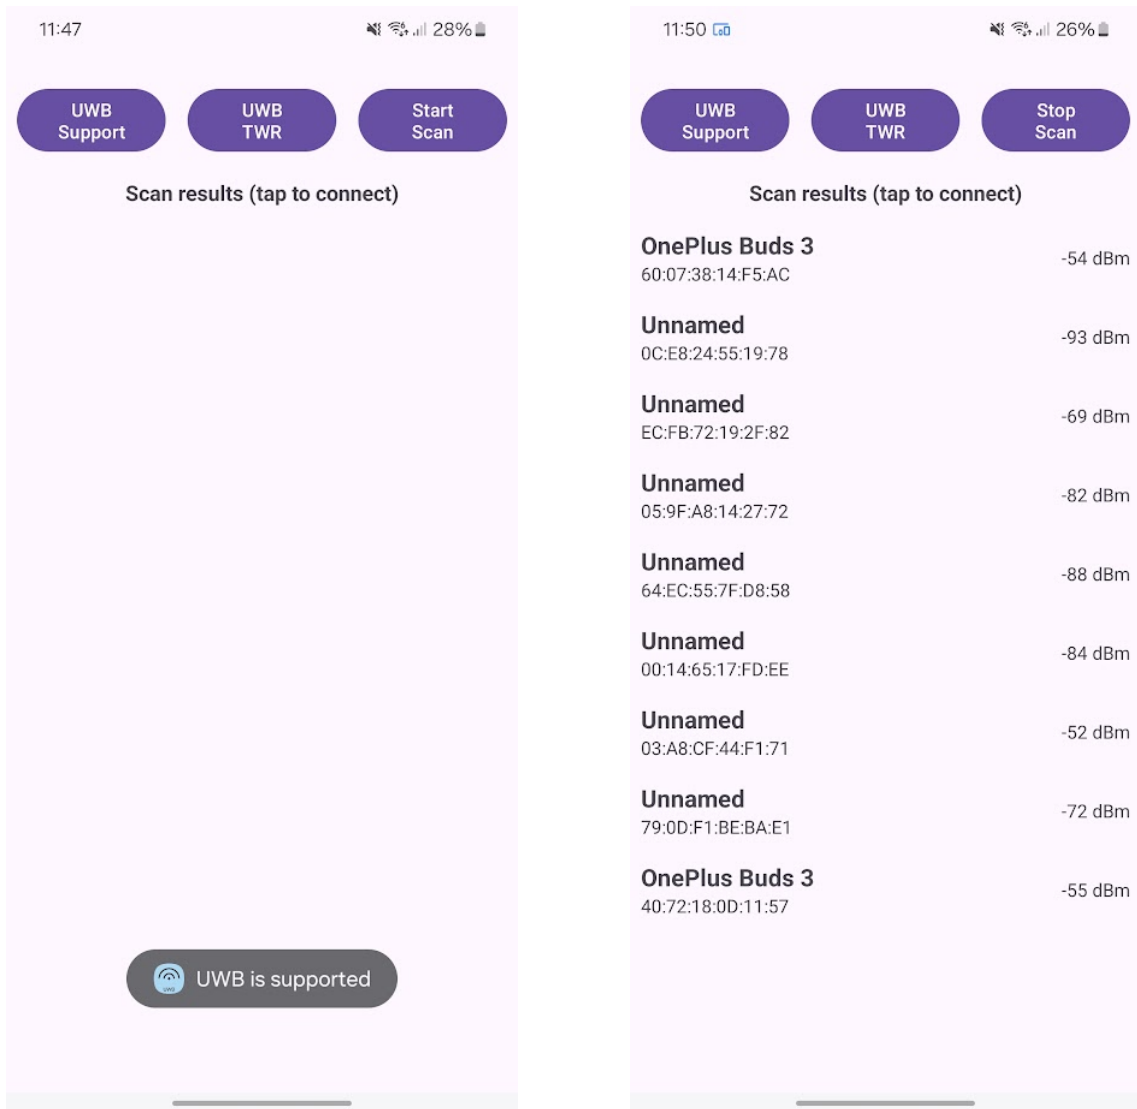 11:47
28%
UWB
Support
UWB
TWR
Start
Scan
Scan results (tap to connect)
UWB
UWB is supported
11:50
26%
UWB
Support
UWB
TWR
Stop
Scan
Scan results (tap to connect)
OnePlus Buds 3
60:07:38:14:F5:AC
-54 dBm
Unnamed
0C:E8:24:55:19:78
-93 dBm
Unnamed
EC:FB:72:19:2F:82
-69 dBm
Unnamed
05:9F:A8:14:27:72
-82 dBm
Unnamed
64:EC:55:7F:D8:58
-88 dBm
Unnamed
00:14:65:17:FD:EE
-84 dBm
Unnamed
03:A8:CF:44:F1:71
-52 dBm
Unnamed
79:0D:F1:BE:BA:E1
-72 dBm
OnePlus Buds 3
40:72:18:0D:11:57
-55 dBm